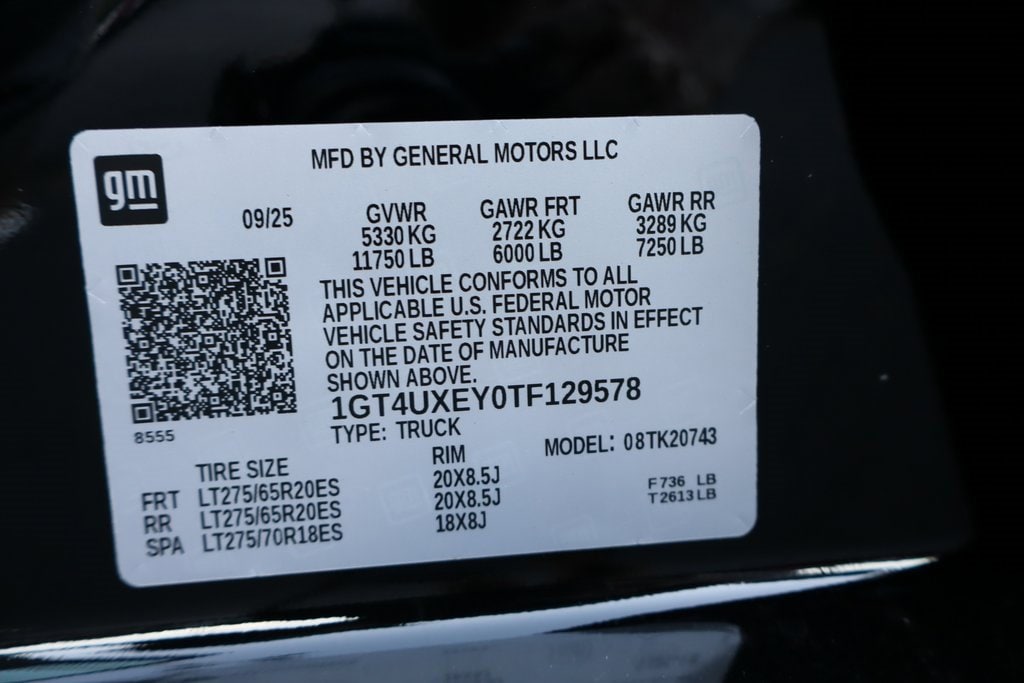 MFD BY GENERAL MOTORS LLC
gm
09/25 GVWR GAWR FRT GAWR RR
5330 KG 2722 KG 3289 KG
11750 LB 6000 LB 7250 LB
THIS VEHICLE CONFORMS TO ALL
APPLICABLE U.S. FEDERAL MOTOR
VEHICLE SAFETY STANDARDS IN EFFECT
ON THE DATE OF MANUFACTURE
SHOWN ABOVE.
1GT4UXEY0TF129578
8555
TYPE: TRUCK MODEL: 08TK20743
TIRE SIZE RIM
FRT LT275/65R20ES 20X8.5J F736 LB
RR LT275/65R20ES 20X8.5J T2613LB
SPA LT275/70R18ES 18X8J